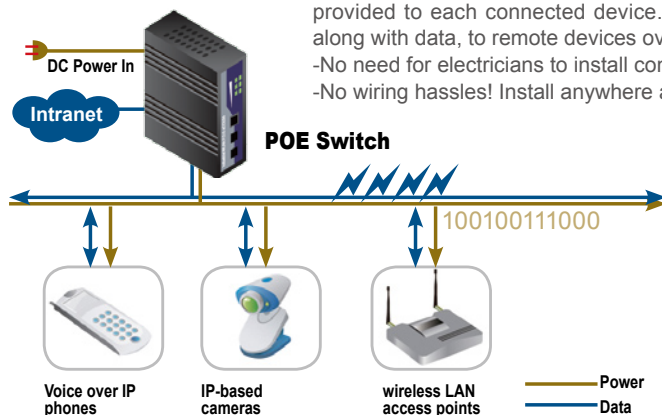 provided to each connected device.
along with data, to remote devices
-No need for electricians to install
-No wiring hassles! Install anywhere
DC Power In
Intranet
POE Switch
100100111000
Voice over IP
phones
IP-based
cameras
wireless LAN
access points
Power
Data